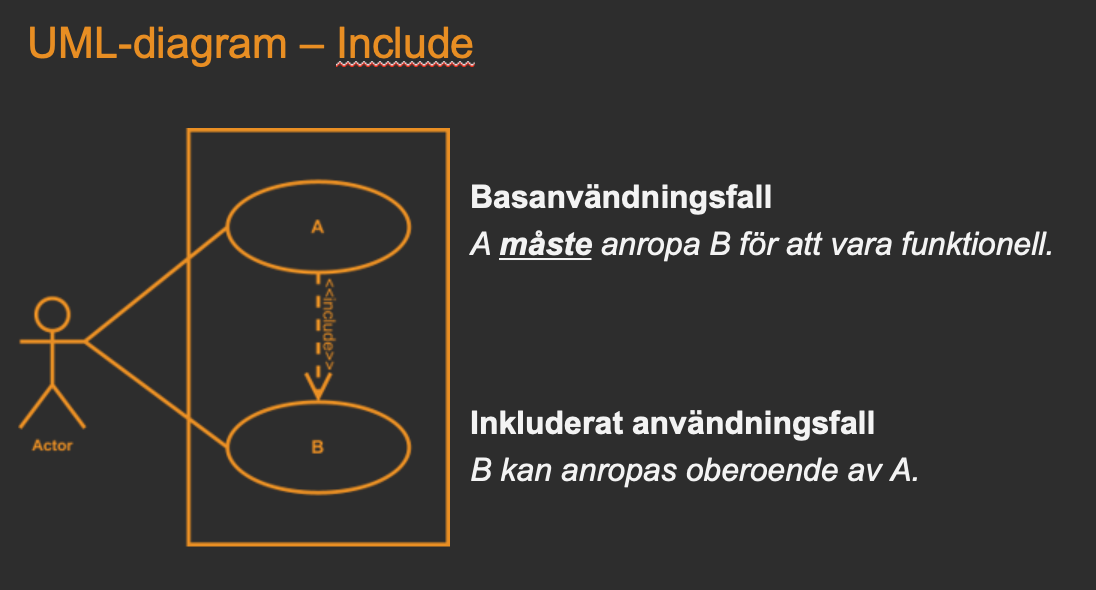 UML-diagram – Include
Basanvändningsfall
A måste anropa B för att vara funktionell.
A
<<include>>
B
Actor
Inkluderat användningsfall
B kan anropas oberoende av A.